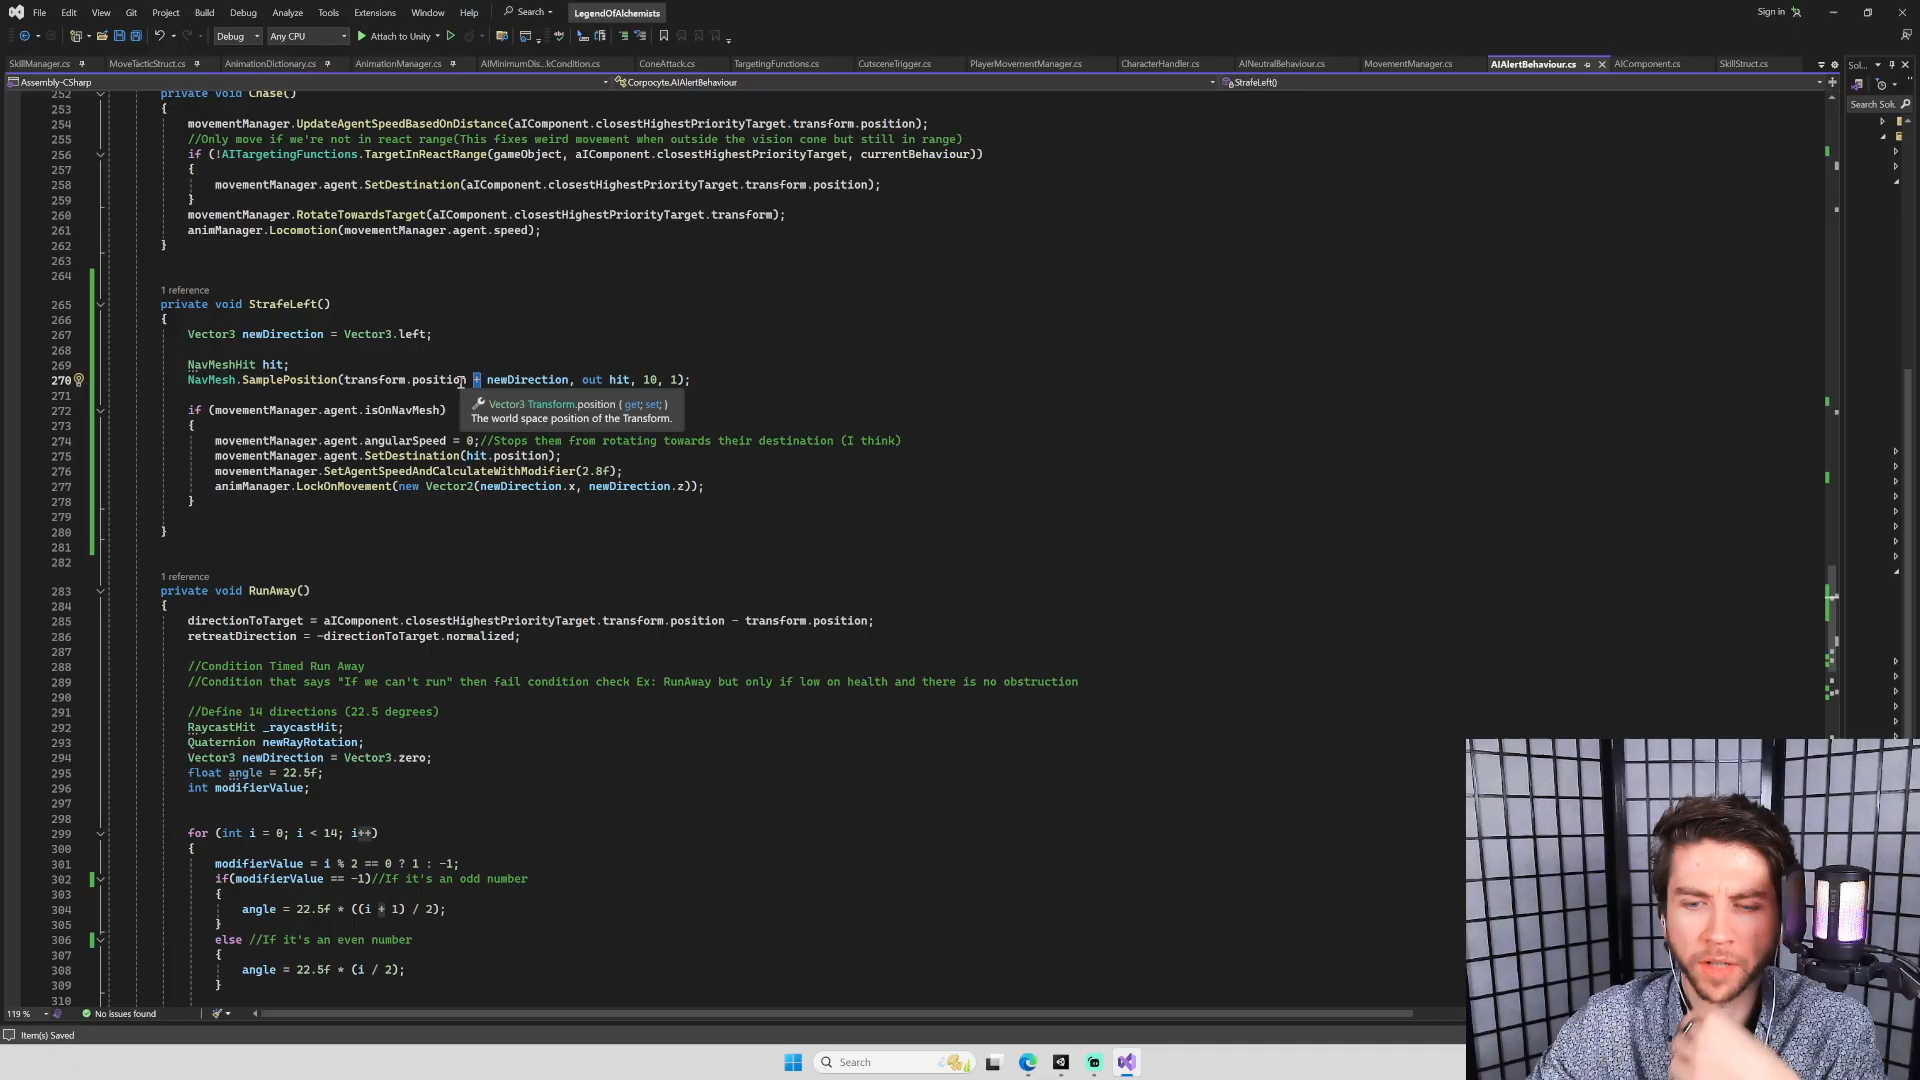 File Edit View Git Project Build Debug Analyze Tools Extensions Window Help Search LegendOfAlchemists Sign in
Debug Any CPU Attach to Unity
SkillManager.cs MoveTacticStruct.cs AnimationDictionary.cs AnimationManager.cs AIMinimumDis...kCondition.cs ConeAttack.cs TargetingFunctions.cs CutsceneTrigger.cs PlayerMovementManager.cs CharacterHandler.cs AINeutralBehaviour.cs MovementManager.cs AIAlertBehaviour.cs AIComponent.cs SkillStruct.cs Sol...
Assembly-CSharp Corpocyte.AIAlertBehaviour StrafeLeft()
Search Solu
252 private void Chase()
253 {
254 movementManager.UpdateAgentSpeedBasedOnDistance(aIComponent.closestHighestPriorityTarget.transform.position);
255 //Only move if we're not in react range(This fixes weird movement when outside the vision cone but still in range)
256 if (!AITargetingFunctions.TargetInReactRange(gameObject, aIComponent.closestHighestPriorityTarget, currentBehaviour))
257 {
258 movementManager.agent.SetDestination(aIComponent.closestHighestPriorityTarget.transform.position);
259 }
260 movementManager.RotateTowardsTarget(aIComponent.closestHighestPriorityTarget.transform);
261 animManager.Locomotion(movementManager.agent.speed);
262 }
263
264
1 reference
265 private void StrafeLeft()
266 {
267 Vector3 newDirection = Vector3.left;
268
269 NavMeshHit hit;
270 NavMesh.SamplePosition(transform.position + newDirection, out hit, 10, 1);
271
Vector3 Transform.position { get; set; }
272 if (movementManager.agent.isOnNavMesh)
The world space position of the Transform.
273 {
274 movementManager.agent.angularSpeed = 0;//Stops them from rotating towards their destination (I think)
275 movementManager.agent.SetDestination(hit.position);
276 movementManager.SetAgentSpeedAndCalculateWithModifier(2.8f);
277 animManager.LockOnMovement(new Vector2(newDirection.x, newDirection.z));
278 }
279
280 }
281
282
1 reference
283 private void RunAway()
284 {
285 directionToTarget = aIComponent.closestHighestPriorityTarget.transform.position - transform.position;
286 retreatDirection = -directionToTarget.normalized;
287
288 //Condition Timed Run Away
289 //Condition that says "If we can't run" then fail condition check Ex: RunAway but only if low on health and there is no obstruction
290
291 //Define 14 directions (22.5 degrees)
292 RaycastHit _raycastHit;
293 Quaternion newRayRotation;
294 Vector3 newDirection = Vector3.zero;
295 float angle = 22.5f;
296 int modifierValue;
297
298
299 for (int i = 0; i < 14; i++)
300 {
301 modifierValue = i % 2 == 0 ? 1 : -1;
302 if(modifierValue == -1)//If it's an odd number
303 {
304 angle = 22.5f * ((i + 1) / 2);
305 }
306 else //If it's an even number
307 {
308 angle = 22.5f * (i / 2);
309 }
310
119 % No issues found
Item(s) Saved
Search